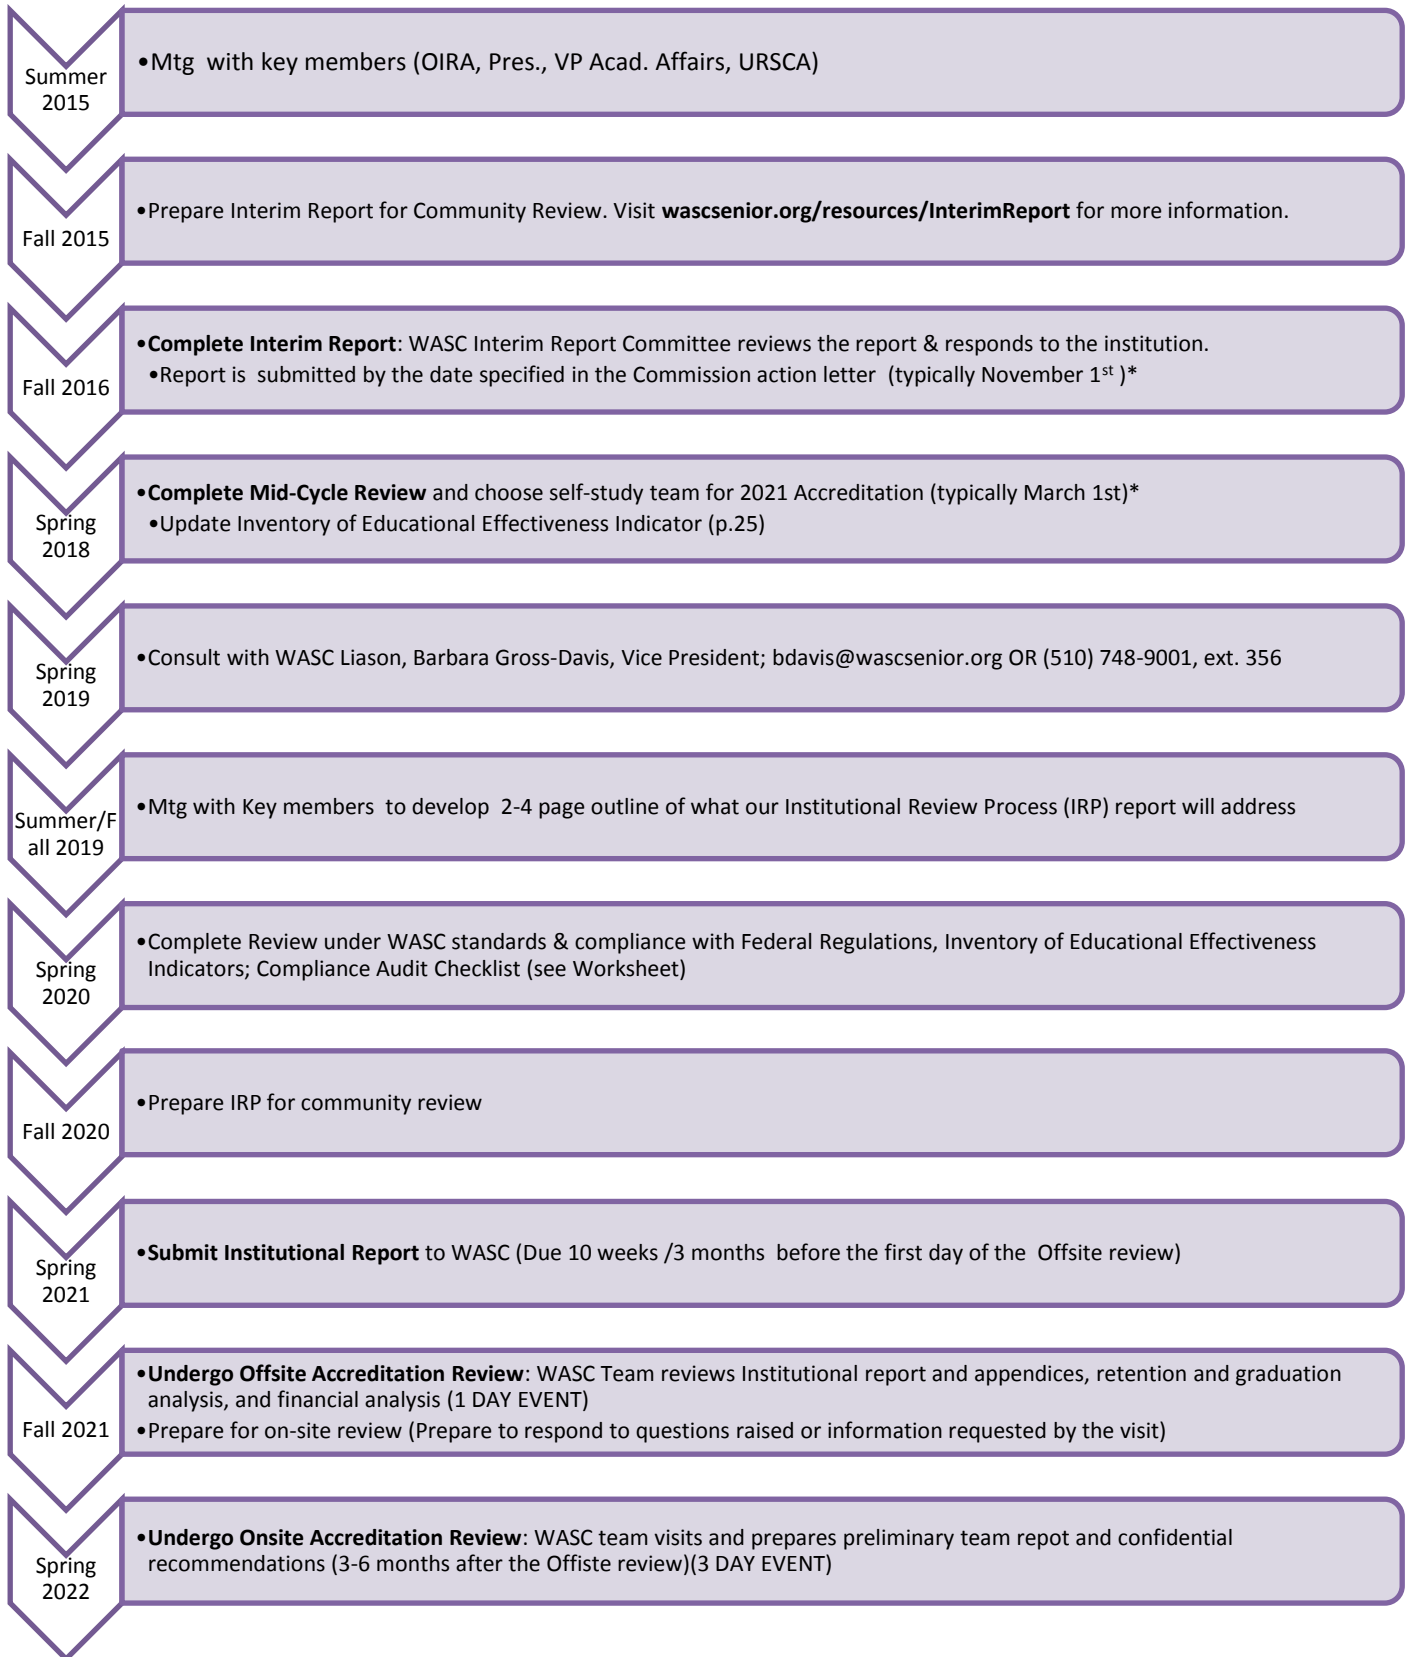 Summer
2015
•Mtg with key members (OIRA, Pres., VP Acad. Affairs, URSCA)
Fall 2015
•Prepare Interim Report for Community Review. Visit wascsenior.org/resources/InterimReport for more information.
Fall 2016
•Complete Interim Report: WASC Interim Report Committee reviews the report & responds to the institution.
•Report is submitted by the date specified in the Commission action letter (typically November 1st )*
Spring
2018
•Complete Mid-Cycle Review and choose self-study team for 2021 Accreditation (typically March 1st)*
•Update Inventory of Educational Effectiveness Indicator (p.25)
Spring
2019
•Consult with WASC Liason, Barbara Gross-Davis, Vice President; bdavis@wascsenior.org OR (510) 748-9001, ext. 356
Summer/F
all 2019
•Mtg with Key members to develop 2-4 page outline of what our Institutional Review Process (IRP) report will address
Spring
2020
•Complete Review under WASC standards & compliance with Federal Regulations, Inventory of Educational Effectiveness
Indicators; Compliance Audit Checklist (see Worksheet)
Fall 2020
•Prepare IRP for community review
Spring
2021
•Submit Institutional Report to WASC (Due 10 weeks /3 months before the first day of the Offsite review)
Fall 2021
•Undergo Offsite Accreditation Review: WASC Team reviews Institutional report and appendices, retention and graduation
analysis, and financial analysis (1 DAY EVENT)
•Prepare for on-site review (Prepare to respond to questions raised or information requested by the visit)
Spring
2022
•Undergo Onsite Accreditation Review: WASC team visits and prepares preliminary team repot and confidential
recommendations (3-6 months after the Offiste review)(3 DAY EVENT)